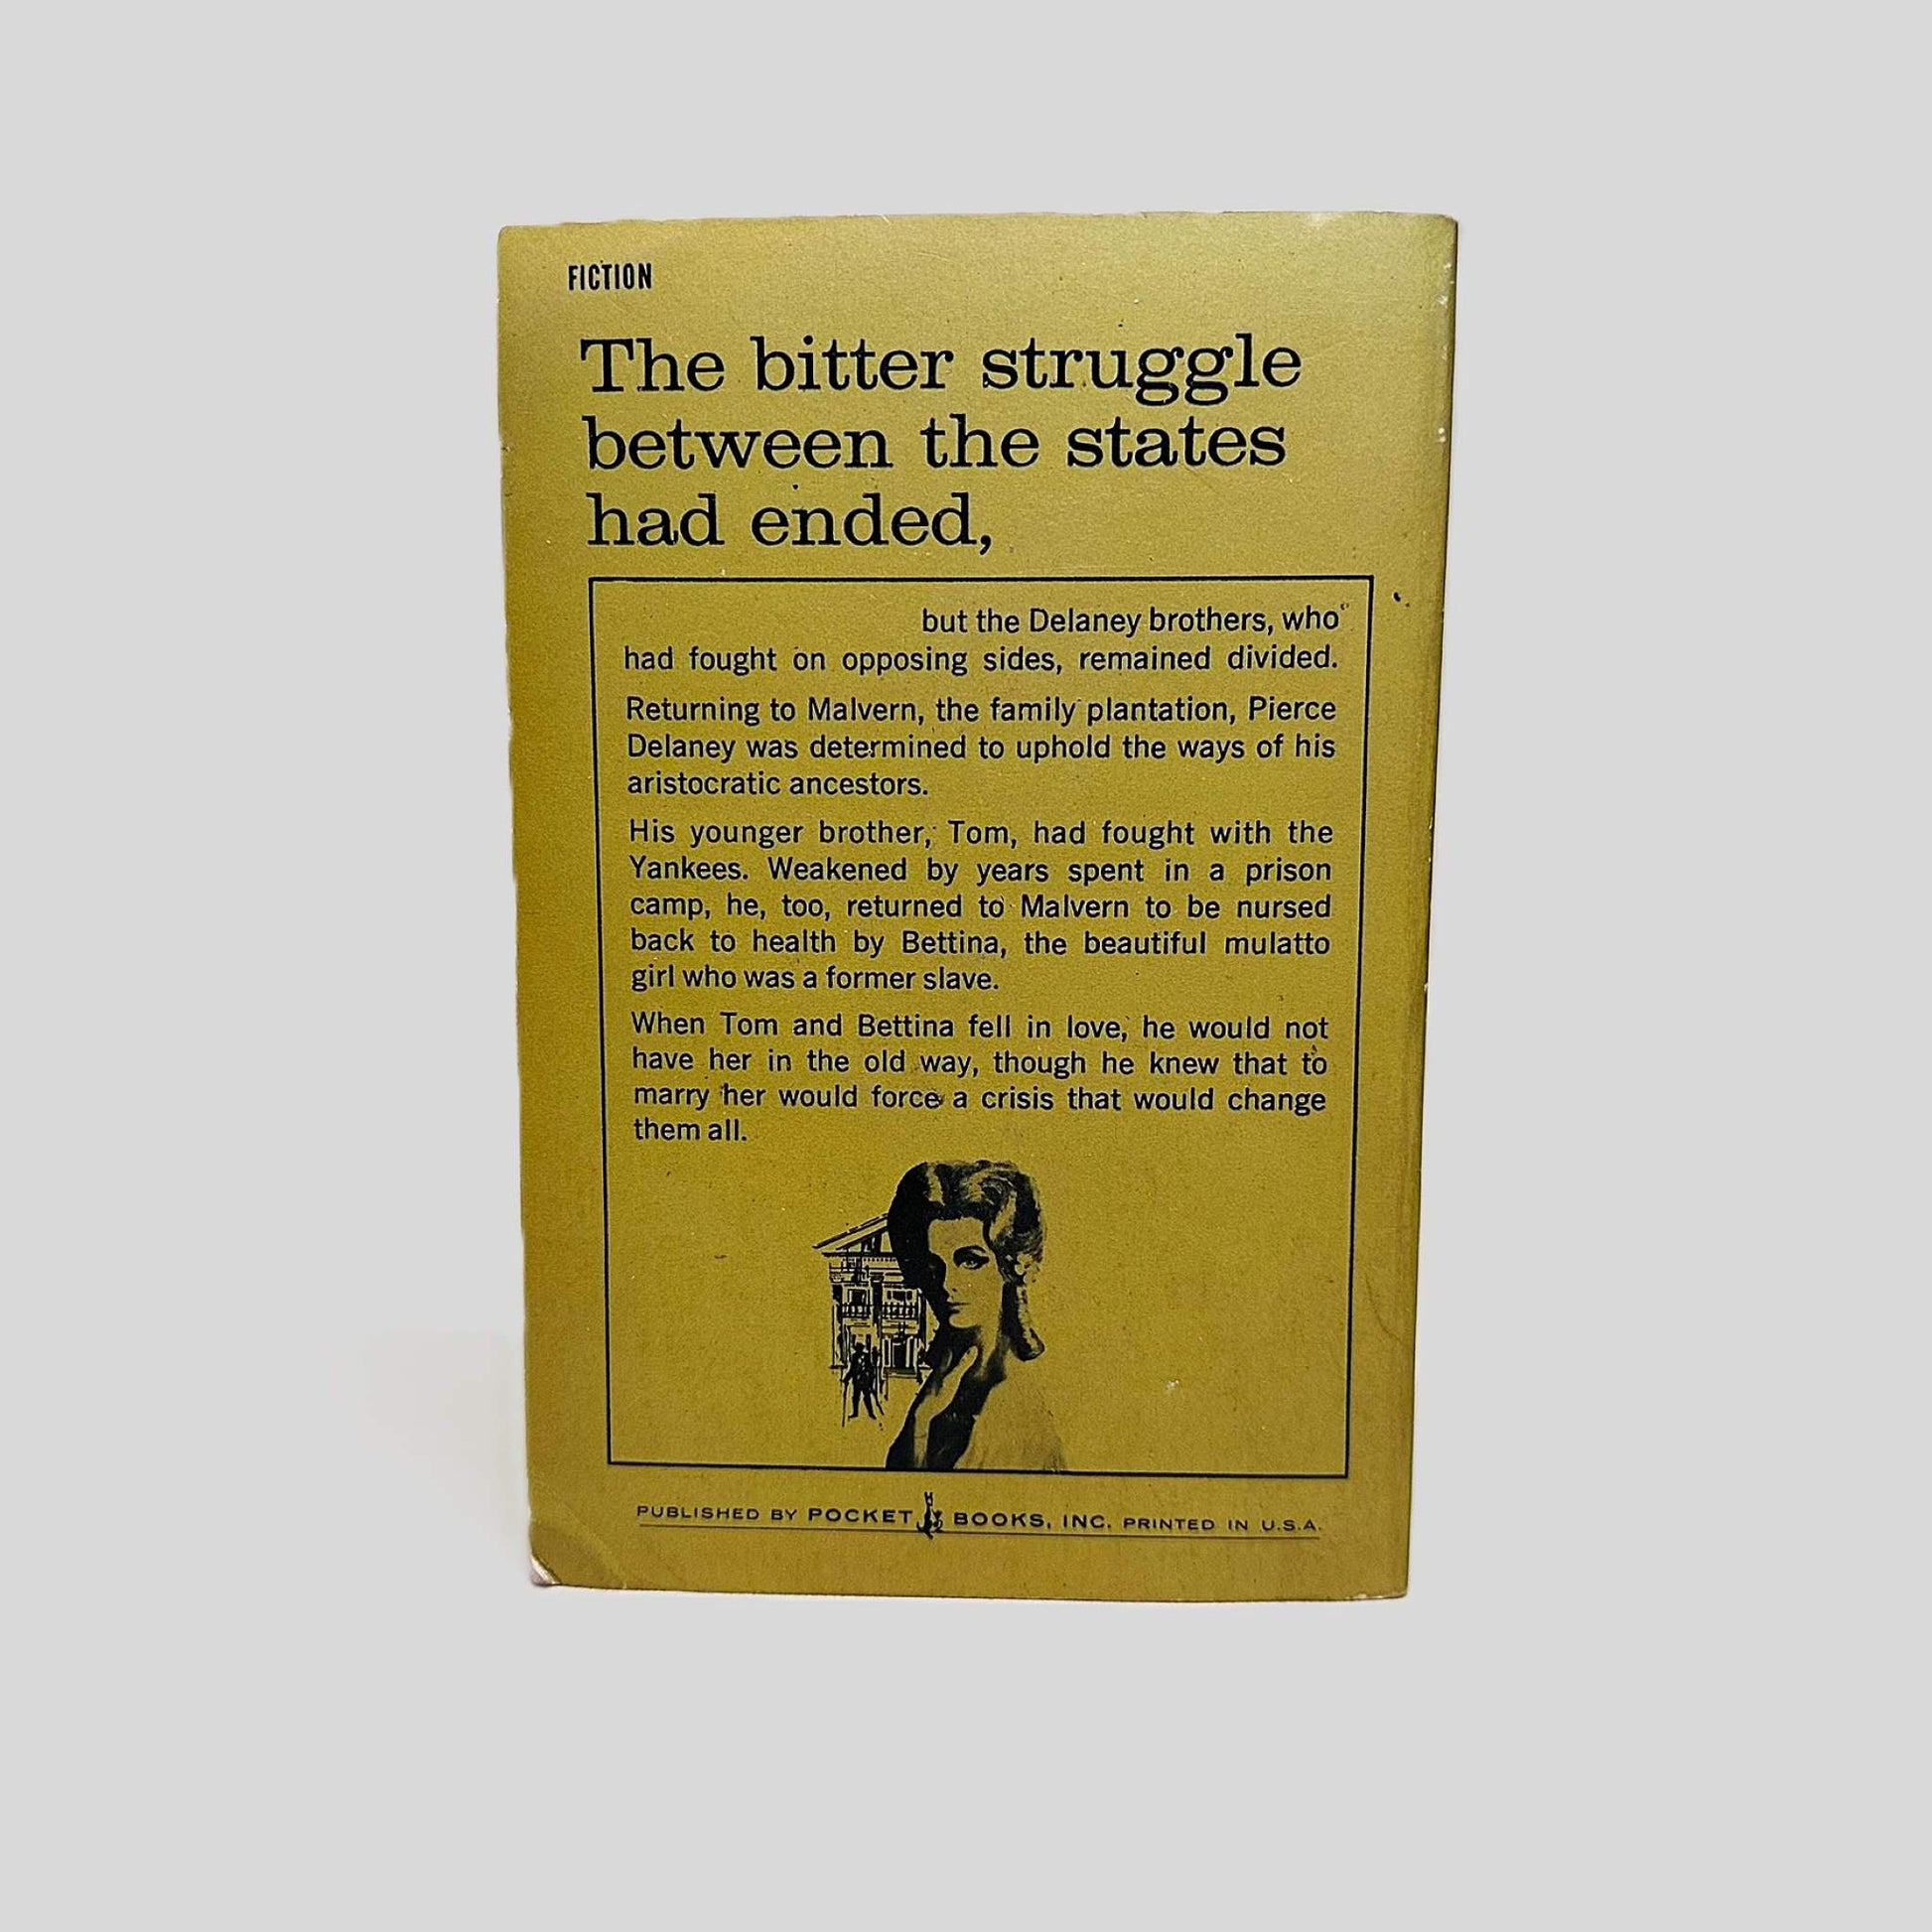 FICTION
The bitter struggle
between the states
had ended,
but the Delaney brothers, who
had fought on opposing sides, remained divided.
Returning to Malvern, the family plantation, Pierce
Delaney was determined to uphold the ways of his
aristocratic ancestors.
His younger brother, Tom, had fought with the
Yankees. Weakened by years spent in a prison
camp, he, too, returned to Malvern to be nursed
back to health by Bettina, the beautiful mulatto
girl who was a former slave.
When Tom and Bettina fell in love, he would not
have her in the old way, though he knew that to
marry her would force a crisis that would change
them all.
PUBLISHED BY POCKET BOOKS, INC. PRINTED IN U.S.A.